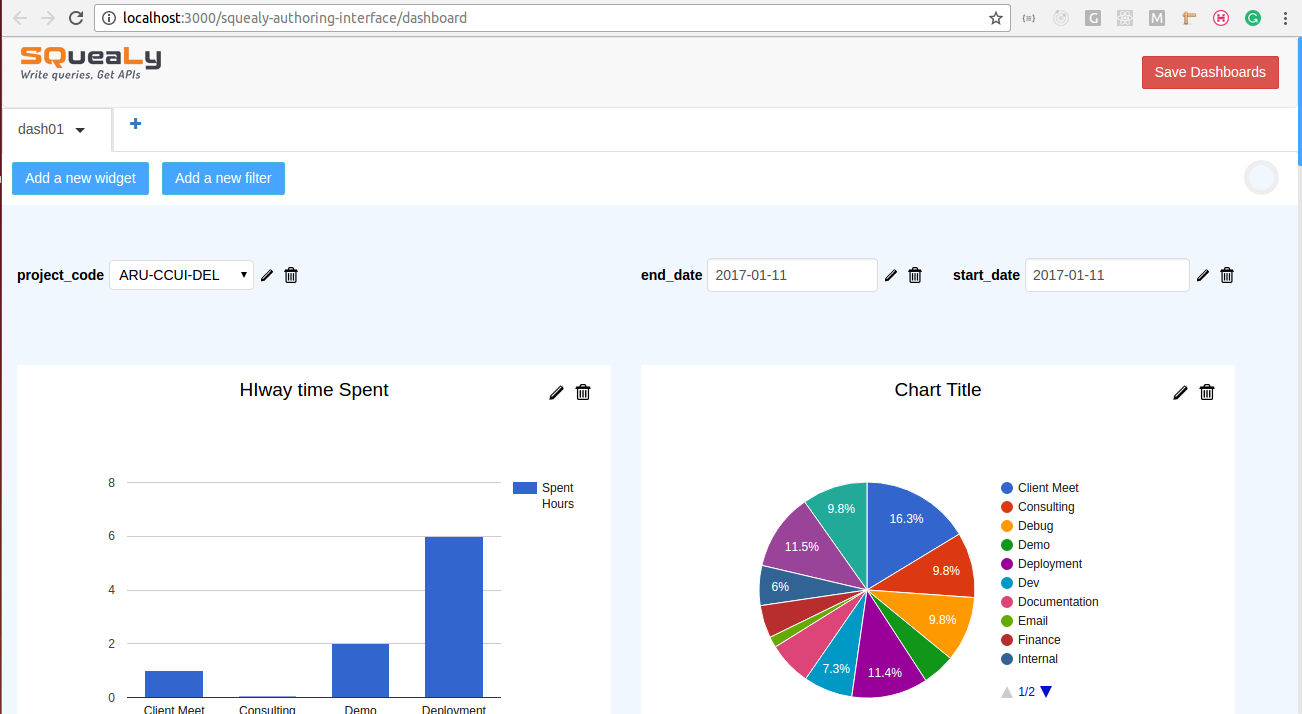 localhost:3000/squealy-authoring-interface/dashboard
SQueaLy
Write queries, Get APIs
Save Dashboards
dash01
+
Add a new widget Add a new filter
project_code ARU-CCUI-DEL end_date 2017-01-11 start_date 2017-01-11
HIway time Spent
8
6
4
2
0
Spent
Hours
Client Meet Consulting Demo Deployment
Chart Title
9.8%
16.3%
11.5%
9.8%
6%
9.8%
7.3%
11.4%
Client Meet
Consulting
Debug
Demo
Deployment
Dev
Documentation
Email
Finance
Internal
1/2